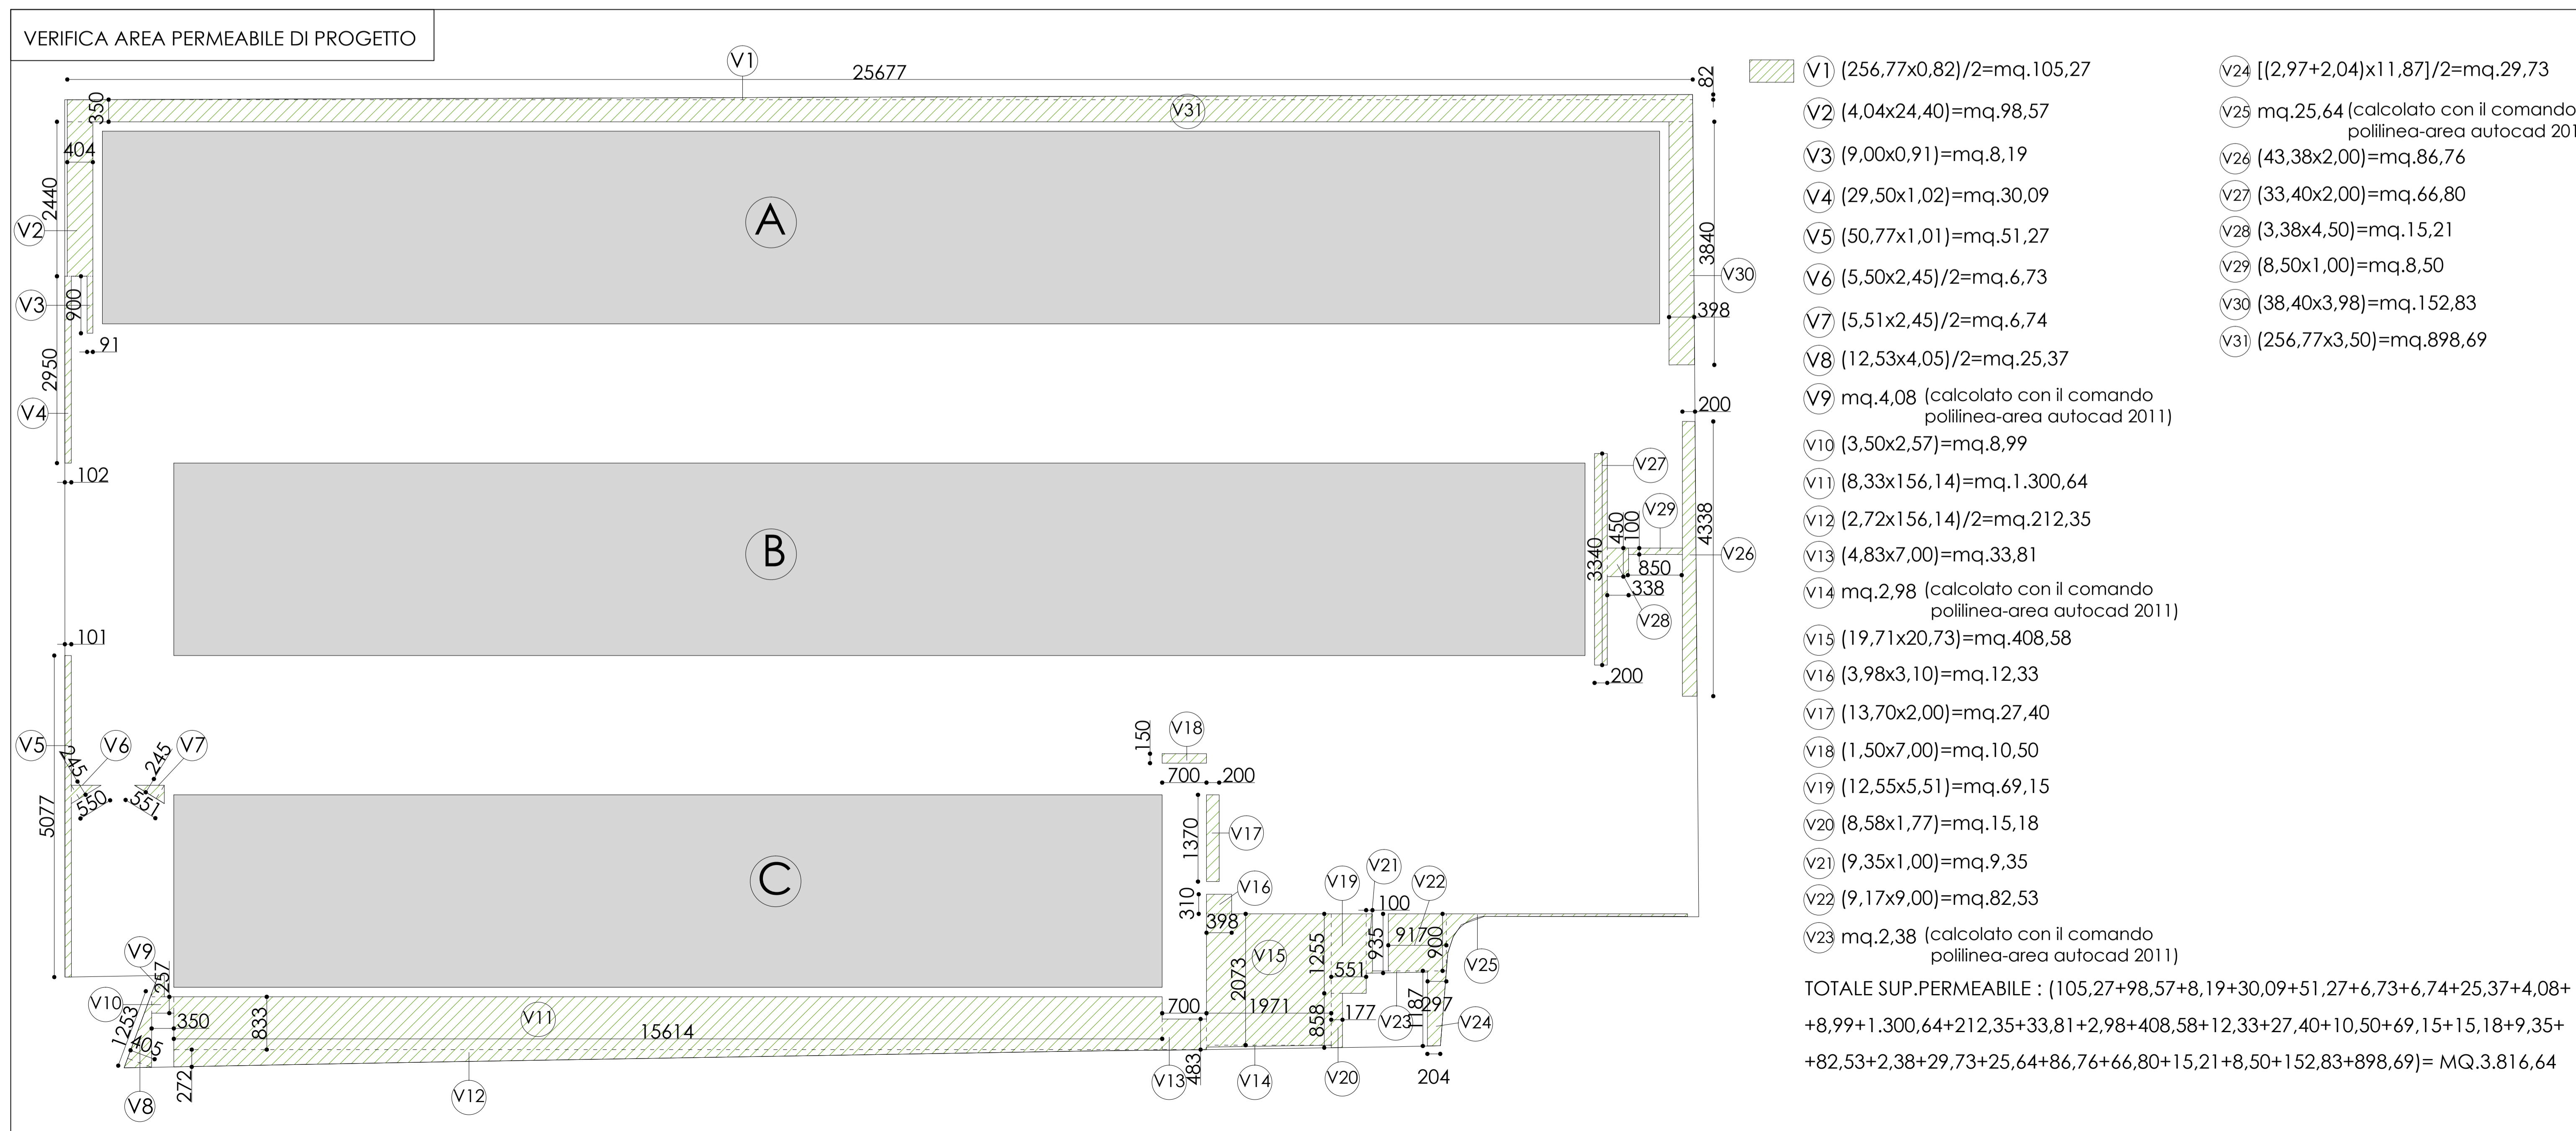 VERIFICA AREA PERMEABILE DI PROGETTO
V1
25677
82
350
V31
404
2440
V2
A
3840
V30
V3
900
398
91
2950
V4
200
102
V27
450
100
V29
4338
B
3340
V26
850
338
V28
101
200
V5
V6
V7
245
245
550
551
5077
150
V18
700
200
1370
V17
C
310
V16
398
V19
V21
V22
100
V9
257
V10
1253
350
405
833
V11
15614
272
V8
V12
700
483
V13
2073
V15
1971
V14
1255
551
858
177
V20
935
917
900
V23
1187
297
V24
204
V25
V1 (256,77x0,82)/2=mq.105,27
V2 (4,04x24,40)=mq.98,57
V3 (9,00x0,91)=mq.8,19
V4 (29,50x1,02)=mq.30,09
V5 (50,77x1,01)=mq.51,27
V6 (5,50x2,45)/2=mq.6,73
V7 (5,51x2,45)/2=mq.6,74
V8 (12,53x4,05)/2=mq.25,37
V9 mq.4,08 (calcolato con il comando
polilinea-area autocad 2011)
V10 (3,50x2,57)=mq.8,99
V11 (8,33x156,14)=mq.1.300,64
V12 (2,72x156,14)/2=mq.212,35
V13 (4,83x7,00)=mq.33,81
V14 mq.2,98 (calcolato con il comando
polilinea-area autocad 2011)
V15 (19,71x20,73)=mq.408,58
V16 (3,98x3,10)=mq.12,33
V17 (13,70x2,00)=mq.27,40
V18 (1,50x7,00)=mq.10,50
V19 (12,55x5,51)=mq.69,15
V20 (8,58x1,77)=mq.15,18
V21 (9,35x1,00)=mq.9,35
V22 (9,17x9,00)=mq.82,53
V23 mq.2,38 (calcolato con il comando
polilinea-area autocad 2011)
V24 [(2,97+2,04)x11,87]/2=mq.29,73
V25 mq.25,64 (calcolato con il comando
polilinea-area autocad 201
V26 (43,38x2,00)=mq.86,76
V27 (33,40x2,00)=mq.66,80
V28 (3,38x4,50)=mq.15,21
V29 (8,50x1,00)=mq.8,50
V30 (38,40x3,98)=mq.152,83
V31 (256,77x3,50)=mq.898,69
TOTALE SUP.PERMEABILE : (105,27+98,57+8,19+30,09+51,27+6,73+6,74+25,37+4,08+
+8,99+1.300,64+212,35+33,81+2,98+408,58+12,33+27,40+10,50+69,15+15,18+9,35+
+82,53+2,38+29,73+25,64+86,76+66,80+15,21+8,50+152,83+898,69)= MQ.3.816,64